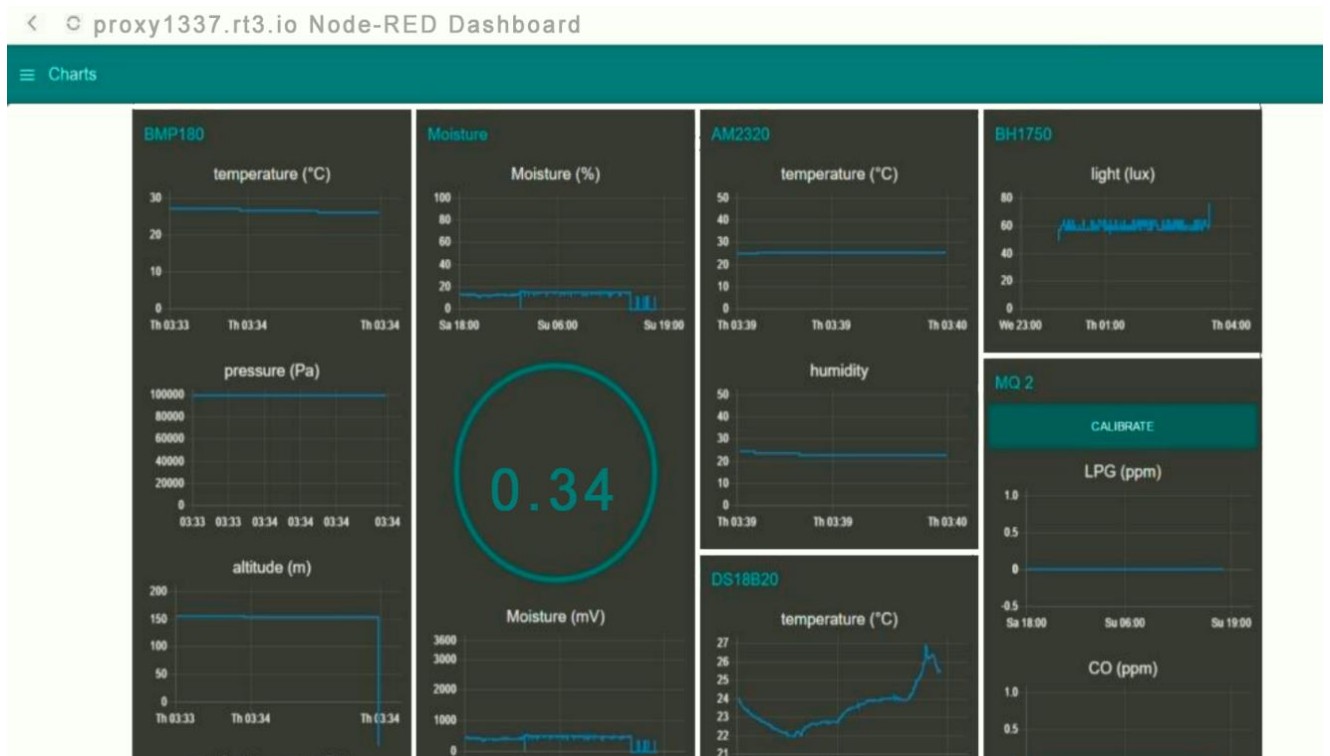 proxy1337.rt3.io Node-RED Dashboard
Charts
BMP180
temperature (°C)
30
20
10
0
Th 03:33 Th 03:34 Th 03:34
pressure (Pa)
100000
80000
60000
40000
20000
0
03:33 03:33 03:34 03:34 03:34 03:34
altitude (m)
200
150
100
50
0
Th 03:33 Th 03:34 Th 03:34
Moisture
Moisture (%)
100
80
60
40
20
0
Sa 18:00 Su 06:00 Su 19:00
0.34
Moisture (mV)
3600
3000
2000
1000
0
AM2320
temperature (°C)
50
40
30
20
10
0
Th 03:39 Th 03:39 Th 03:40
humidity
50
40
30
20
10
0
Th 03:39 Th 03:39 Th 03:40
DS18B20
temperature (°C)
27
26
25
24
23
22
21
BH1750
light (lux)
80
60
40
20
0
We 23:00 Th 01:00 Th 04:00
MQ 2
CALIBRATE
LPG (ppm)
1.0
0.5
0
-0.5
Sa 18:00 Su 06:00 Su 19:00
CO (ppm)
1.0
0.5